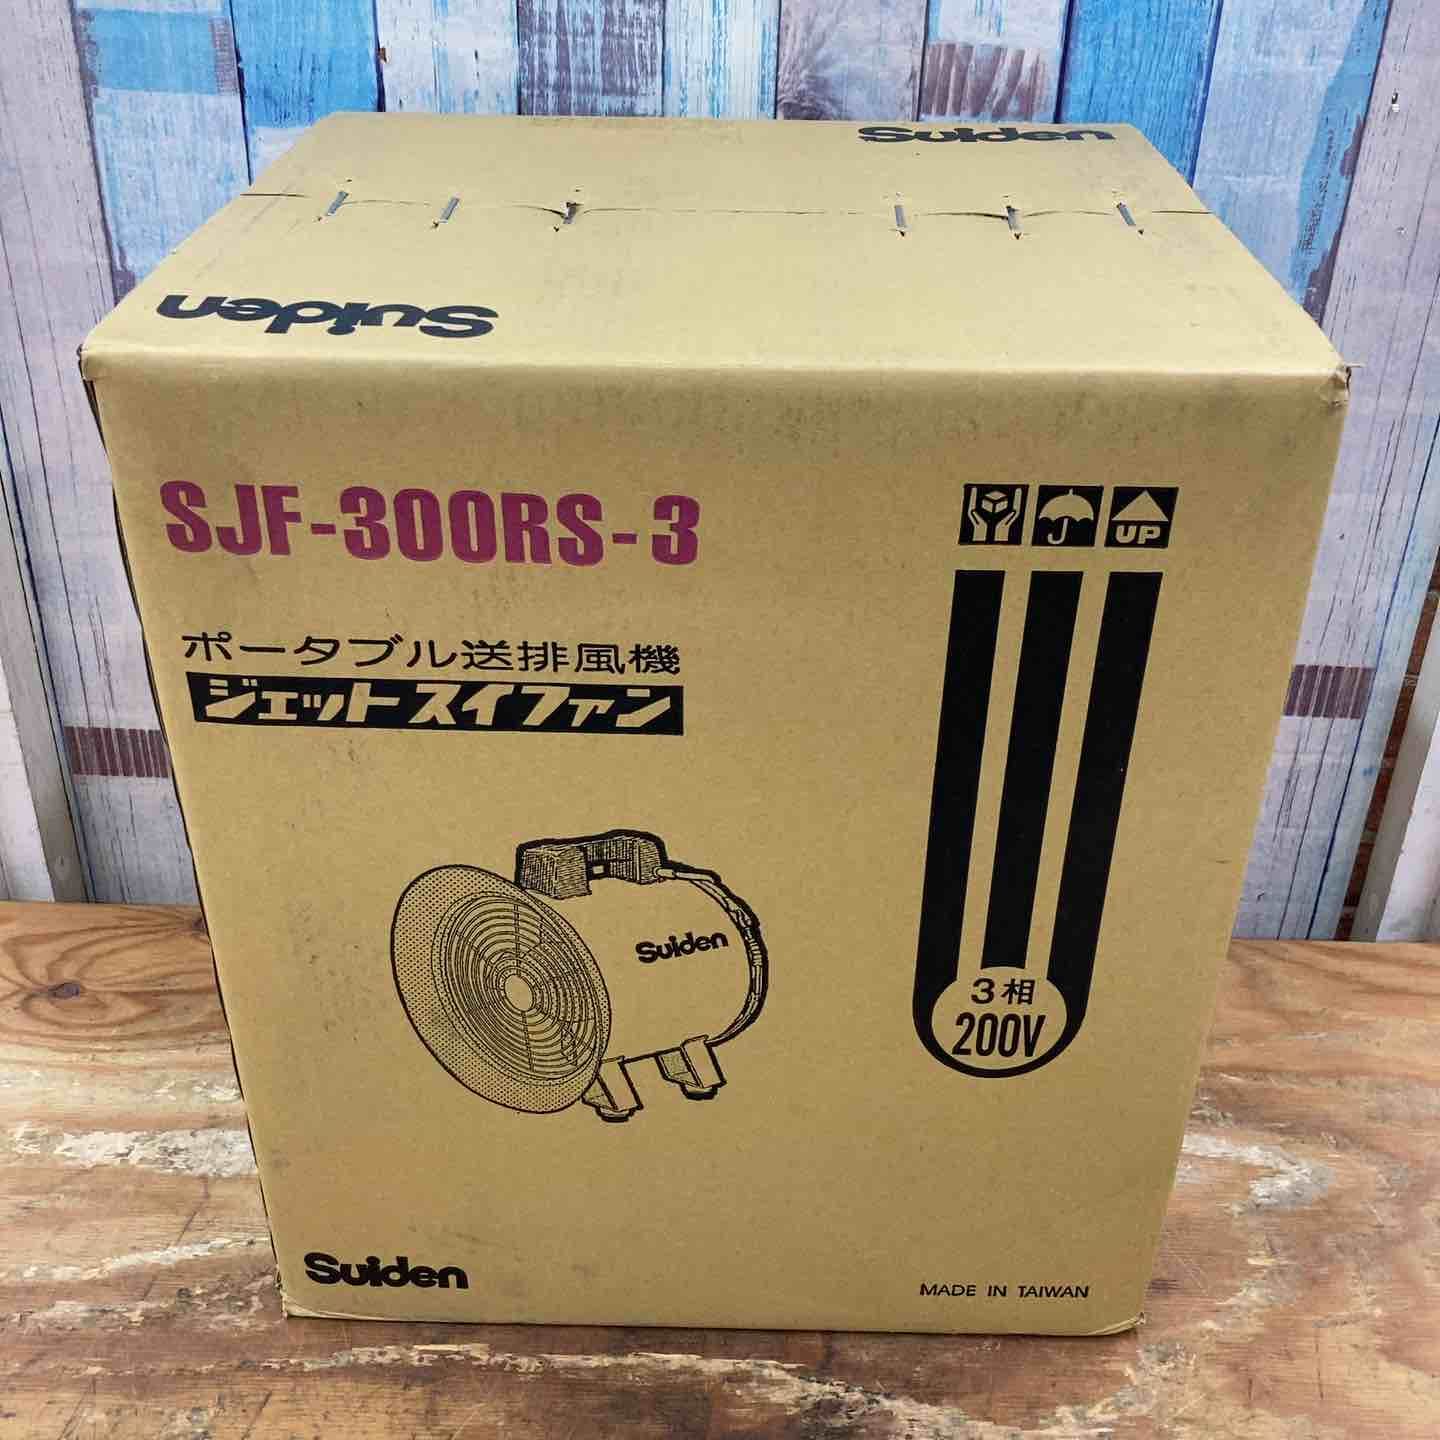 Suiden
Suiden
SJF-300RS-3
UP
ポータブル送排風機
ジェットスイファン
Suiden
3相
200V
Suiden
MADE IN TAIWAN